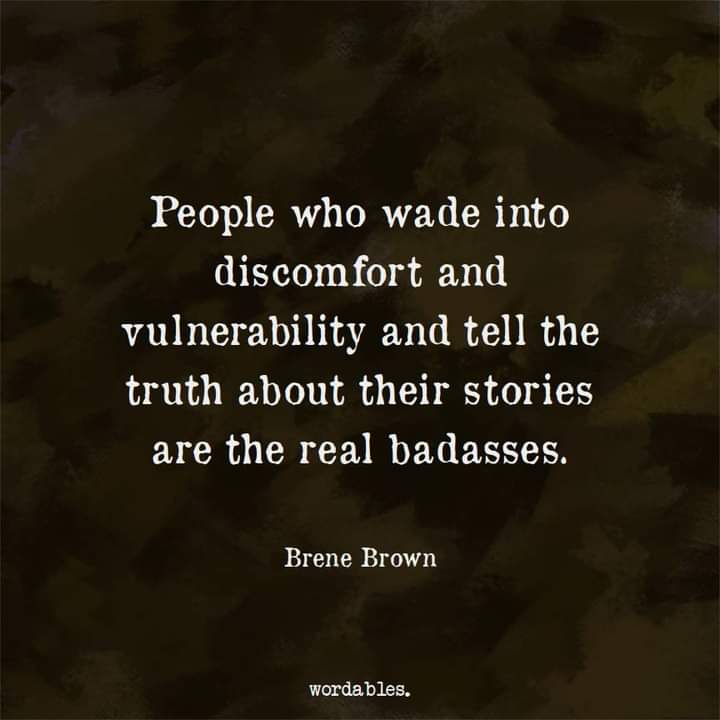 People who wade into
discomfort and
vulnerability and tell the
truth about their stories
are the real badasses.
Brene Brown
wordables.